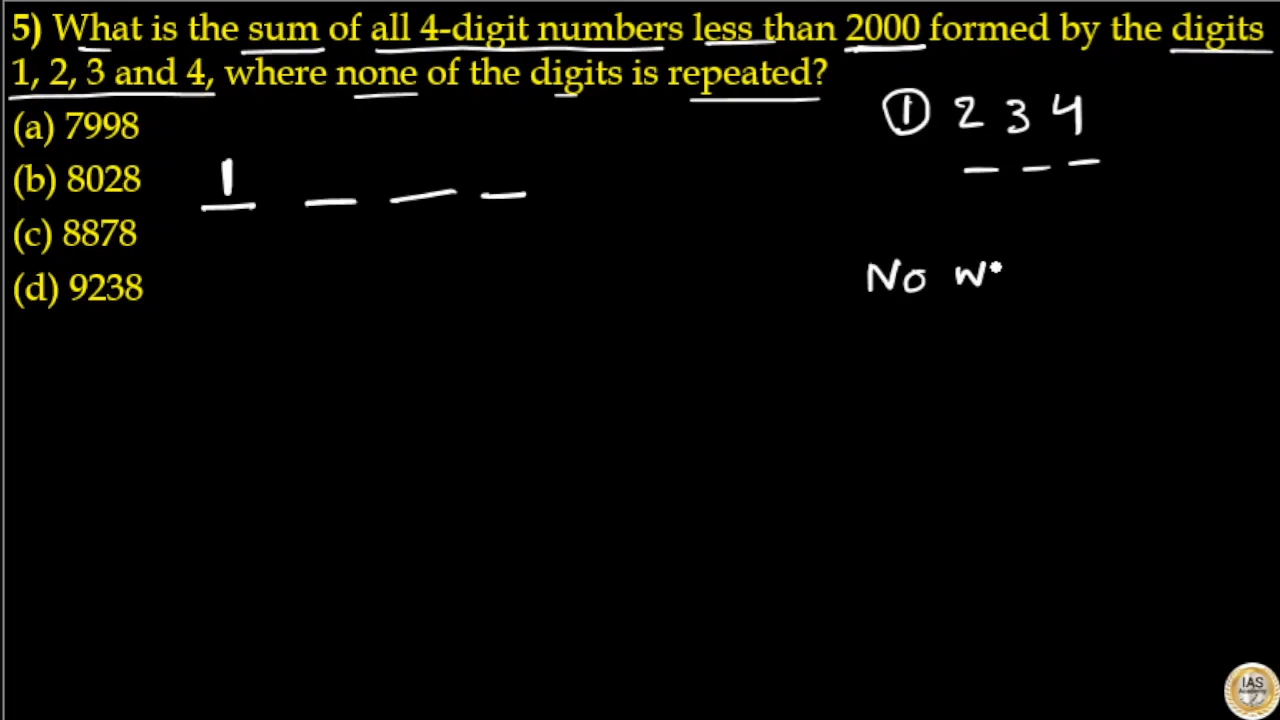 5) What is the sum of all 4-digit numbers less than 2000 formed by the digits
1, 2, 3 and 4, where none of the digits is repeated?
(a) 7998
(b) 8028
(c) 8878
(d) 9238
1
1 2 3 4
No
IAS
Academy